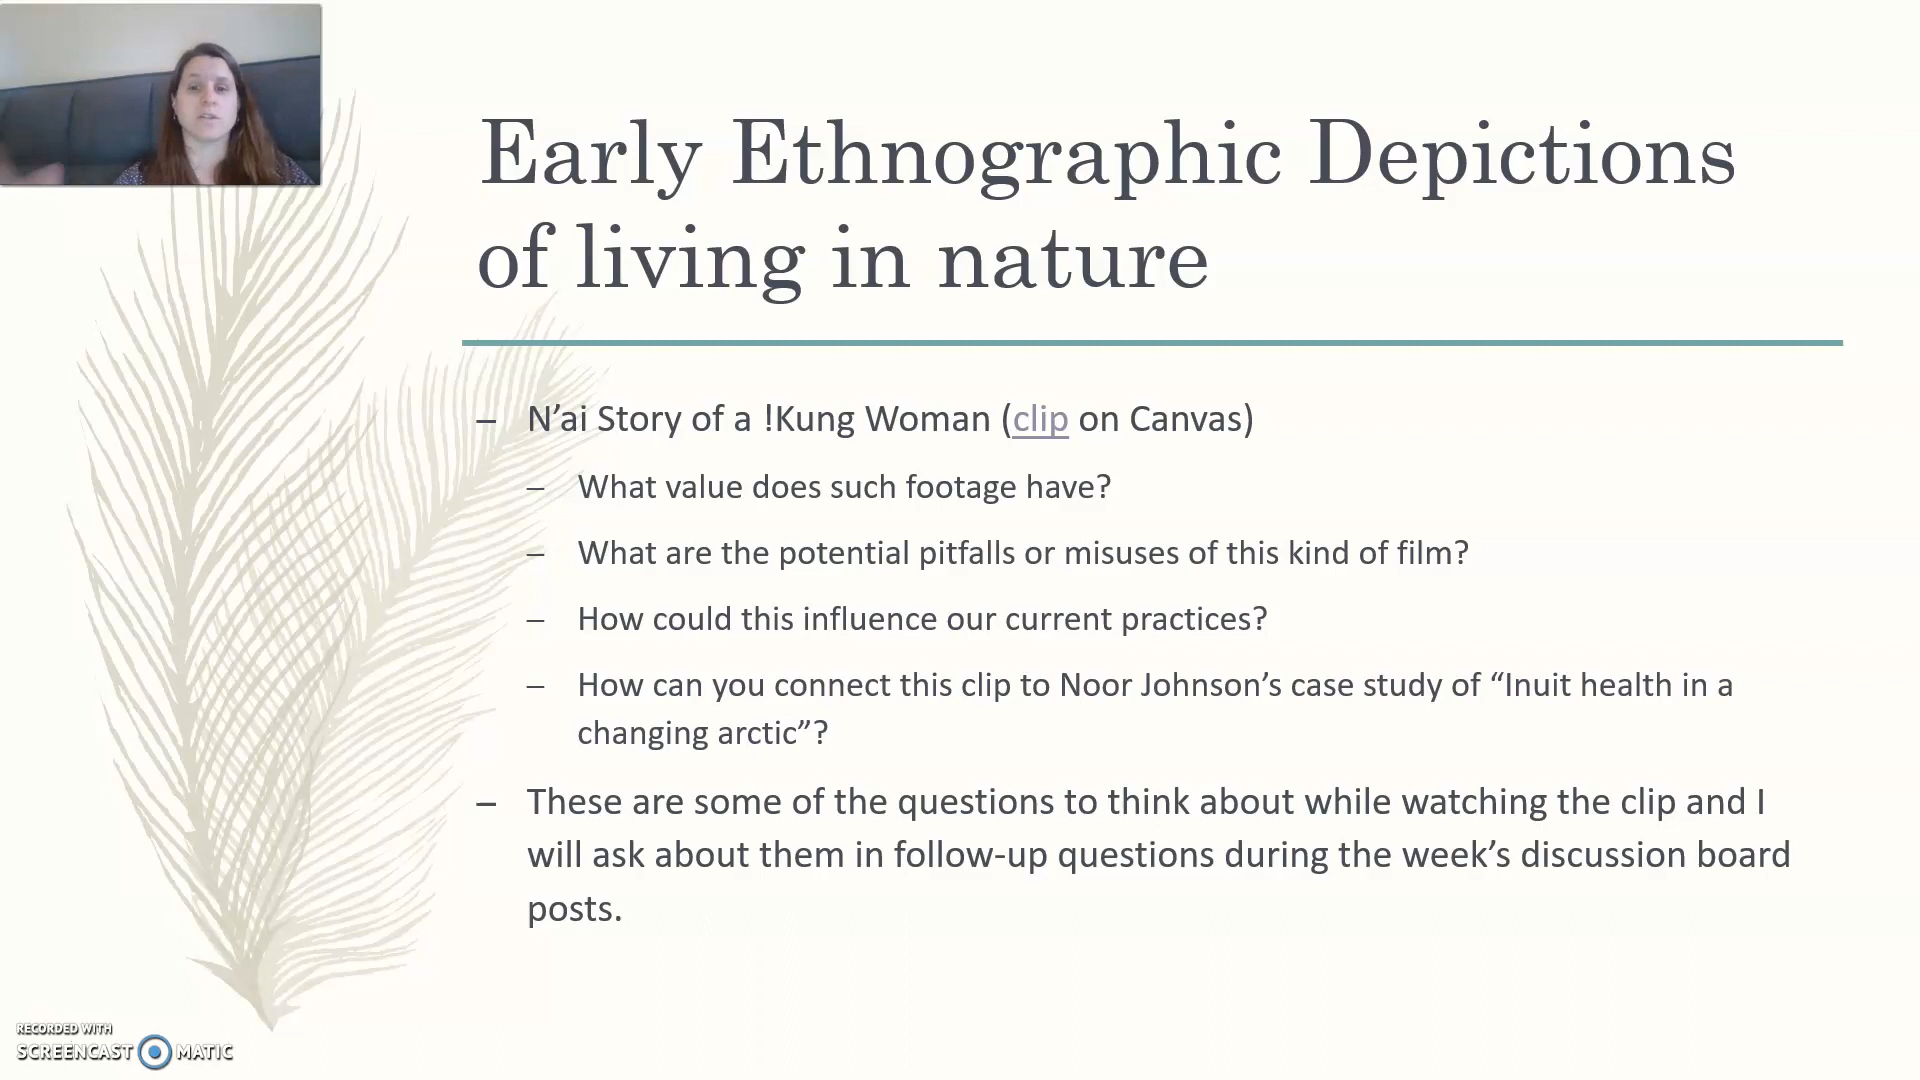 Early Ethnographic Depictions
of living in nature
– N’ai Story of a !Kung Woman (clip on Canvas)
– What value does such footage have?
– What are the potential pitfalls or misuses of this kind of film?
– How could this influence our current practices?
– How can you connect this clip to Noor Johnson’s case study of “Inuit health in a
changing arctic”?
– These are some of the questions to think about while watching the clip and I
will ask about them in follow-up questions during the week’s discussion board
posts.
RECORDED WITH
SCREENCAST MATIC